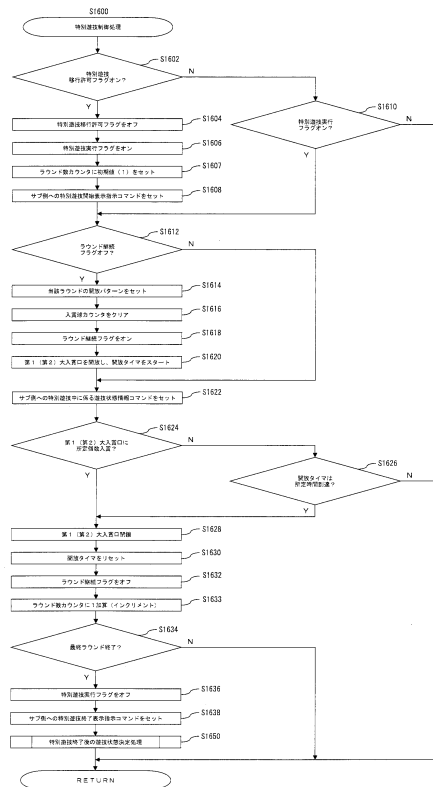 S1600
特別遊技制御処理
S1602
特別遊技
移行許可フラグオン？
N
Y
S1610
特別遊技実行
フラグオン？
N
Y
特別遊技移行許可フラグをオフ
S1604
特別遊技実行フラグをオン
S1606
ラウンド数カウンタに初期値（1）をセット
S1607
サブ側への特別遊技開始表示指示コマンドをセット
S1608
S1612
ラウンド継続
フラグオフ？
N
Y
当該ラウンドの開放パターンをセット
S1614
入賞球カウンタをクリア
S1616
ラウンド継続フラグをオン
S1618
第1（第2）大入賞口を開放し、開放タイマをスタート
S1620
サブ側への特別遊技中に係る遊技状態情報コマンドをセット
S1622
S1624
第1（第2）大入賞口に
所定個数入賞？
N
Y
S1626
開放タイマは
所定時間到達？
N
Y
第1（第2）大入賞口閉鎖
S1628
開放タイマをリセット
S1630
ラウンド継続フラグをオフ
S1632
ラウンド数カウンタに1加算（インクリメント）
S1633
S1634
最終ラウンド終了？
N
Y
特別遊技実行フラグをオフ
S1636
サブ側への特別遊技終了表示指示コマンドをセット
S1638
特別遊技終了後の遊技状態決定処理
S1650
RETURN